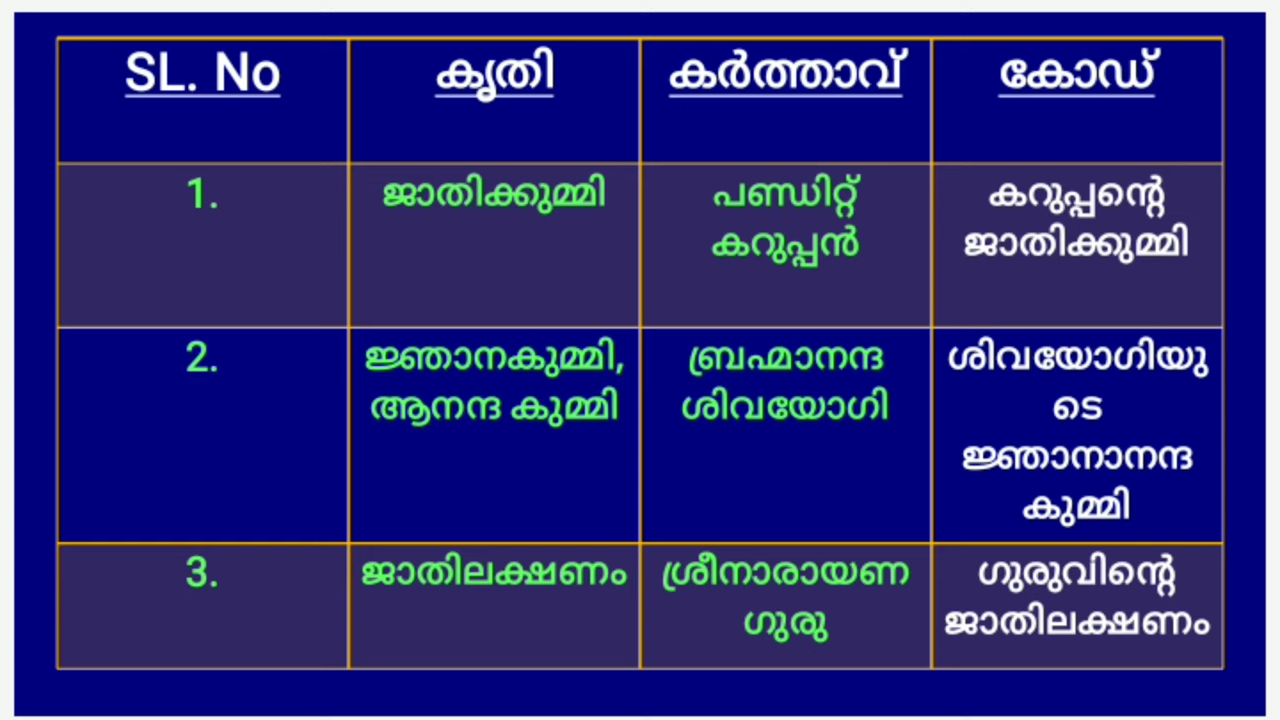 SL. No കൃതി കർത്താവ് കോഡ്
1. ജാതിക്കുമ്മി പണ്ഡിറ്റ് കറുപ്പന്റെ
കറുപ്പൻ ജാതിക്കുമ്മി
2. ജ്ഞാനകുമ്മി, ബ്രഹ്മാനന്ദ ശിവയോഗിയു
ആനന്ദ കുമ്മി ശിവയോഗി ടെ
ജ്ഞാനാനന്ദ
കുമ്മി
3. ജാതിലക്ഷണം ശ്രീനാരായണ ഗുരുവിന്റെ
ഗുരു ജാതിലക്ഷണം